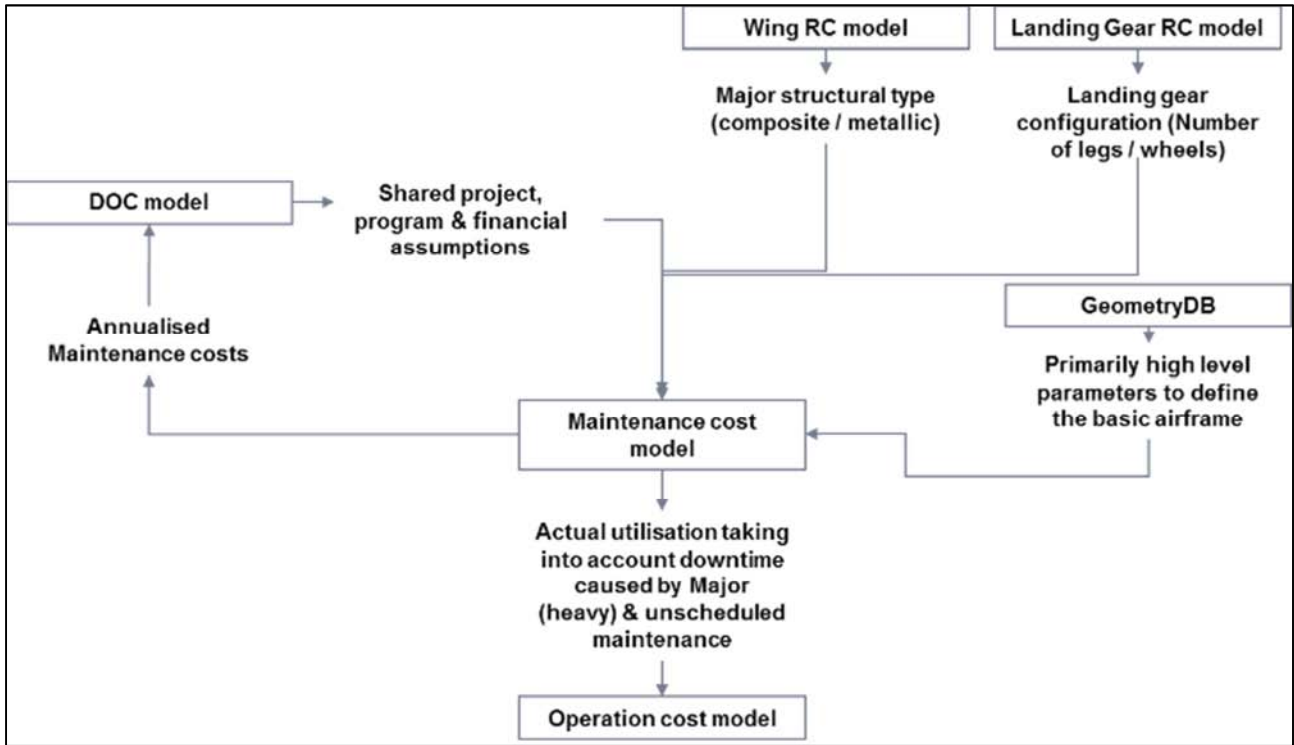 Wing RC model
Landing Gear RC model
Major structural type
(composite / metallic)
Landing gear
configuration (Number
of legs / wheels)
DOC model
Shared project,
program & financial
assumptions
Annualised
Maintenance costs
GeometryDB
Primarily high level
parameters to define
the basic airframe
Maintenance cost
model
Actual utilisation taking
into account downtime
caused by Major
(heavy) & unscheduled
maintenance
Operation cost model